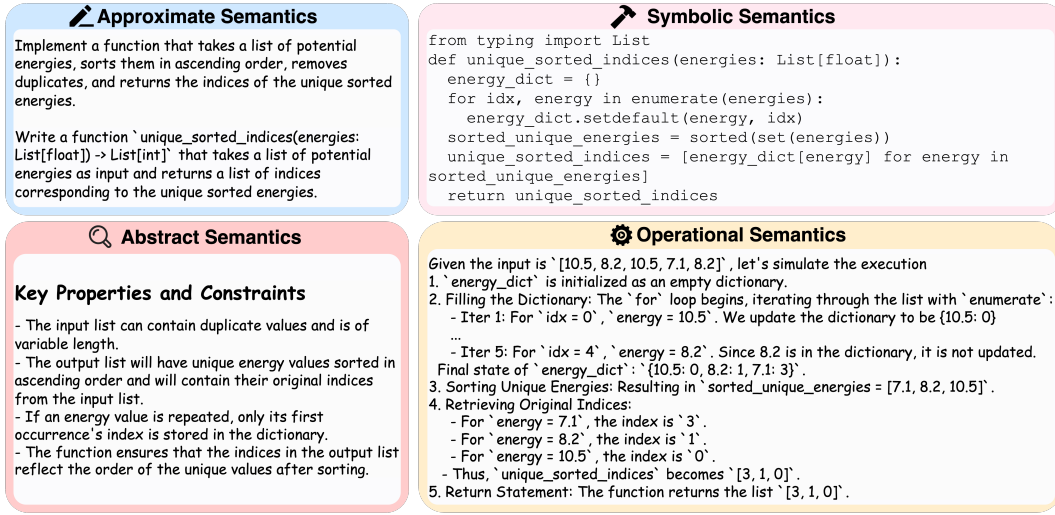 Approximate Semantics
Implement a function that takes a list of potential
energies, sorts them in ascending order, removes
duplicates, and returns the indices of the unique sorted
energies.
Write a function `unique_sorted_indices(energies:
List[float]) -> List[int]` that takes a list of potential
energies as input and returns a list of indices
corresponding to the unique sorted energies.
Symbolic Semantics
from typing import List
def unique_sorted_indices(energies: List[float]):
  energy_dict = {}
  for idx, energy in enumerate(energies):
    energy_dict.setdefault(energy, idx)
  sorted_unique_energies = sorted(set(energies))
  unique_sorted_indices = [energy_dict[energy] for energy in
sorted_unique_energies]
  return unique_sorted_indices
Abstract Semantics
Key Properties and Constraints
- The input list can contain duplicate values and is of
variable length.
- The output list will have unique energy values sorted in
ascending order and will contain their original indices
from the input list.
- If an energy value is repeated, only its first
occurrence's index is stored in the dictionary.
- The function ensures that the indices in the output list
reflect the order of the unique values after sorting.
Operational Semantics
Given the input is `[10.5, 8.2, 10.5, 7.1, 8.2]`, let's simulate the execution
1. `energy_dict` is initialized as an empty dictionary.
2. Filling the Dictionary: The `for` loop begins, iterating through the list with `enumerate`:
- Iter 1: For `idx = 0`, `energy = 10.5`. We update the dictionary to be {10.5: 0}
...
- Iter 5: For `idx = 4`, `energy = 8.2`. Since 8.2 is in the dictionary, it is not updated.
Final state of `energy_dict`: `{10.5: 0, 8.2: 1, 7.1: 3}`.
3. Sorting Unique Energies: Resulting in `sorted_unique_energies = [7.1, 8.2, 10.5]`.
4. Retrieving Original Indices:
- For `energy = 7.1`, the index is `3`.
- For `energy = 8.2`, the index is `1`.
- For `energy = 10.5`, the index is `0`.
- Thus, `unique_sorted_indices` becomes `[3, 1, 0]`.
5. Return Statement: The function returns the list `[3, 1, 0]`.